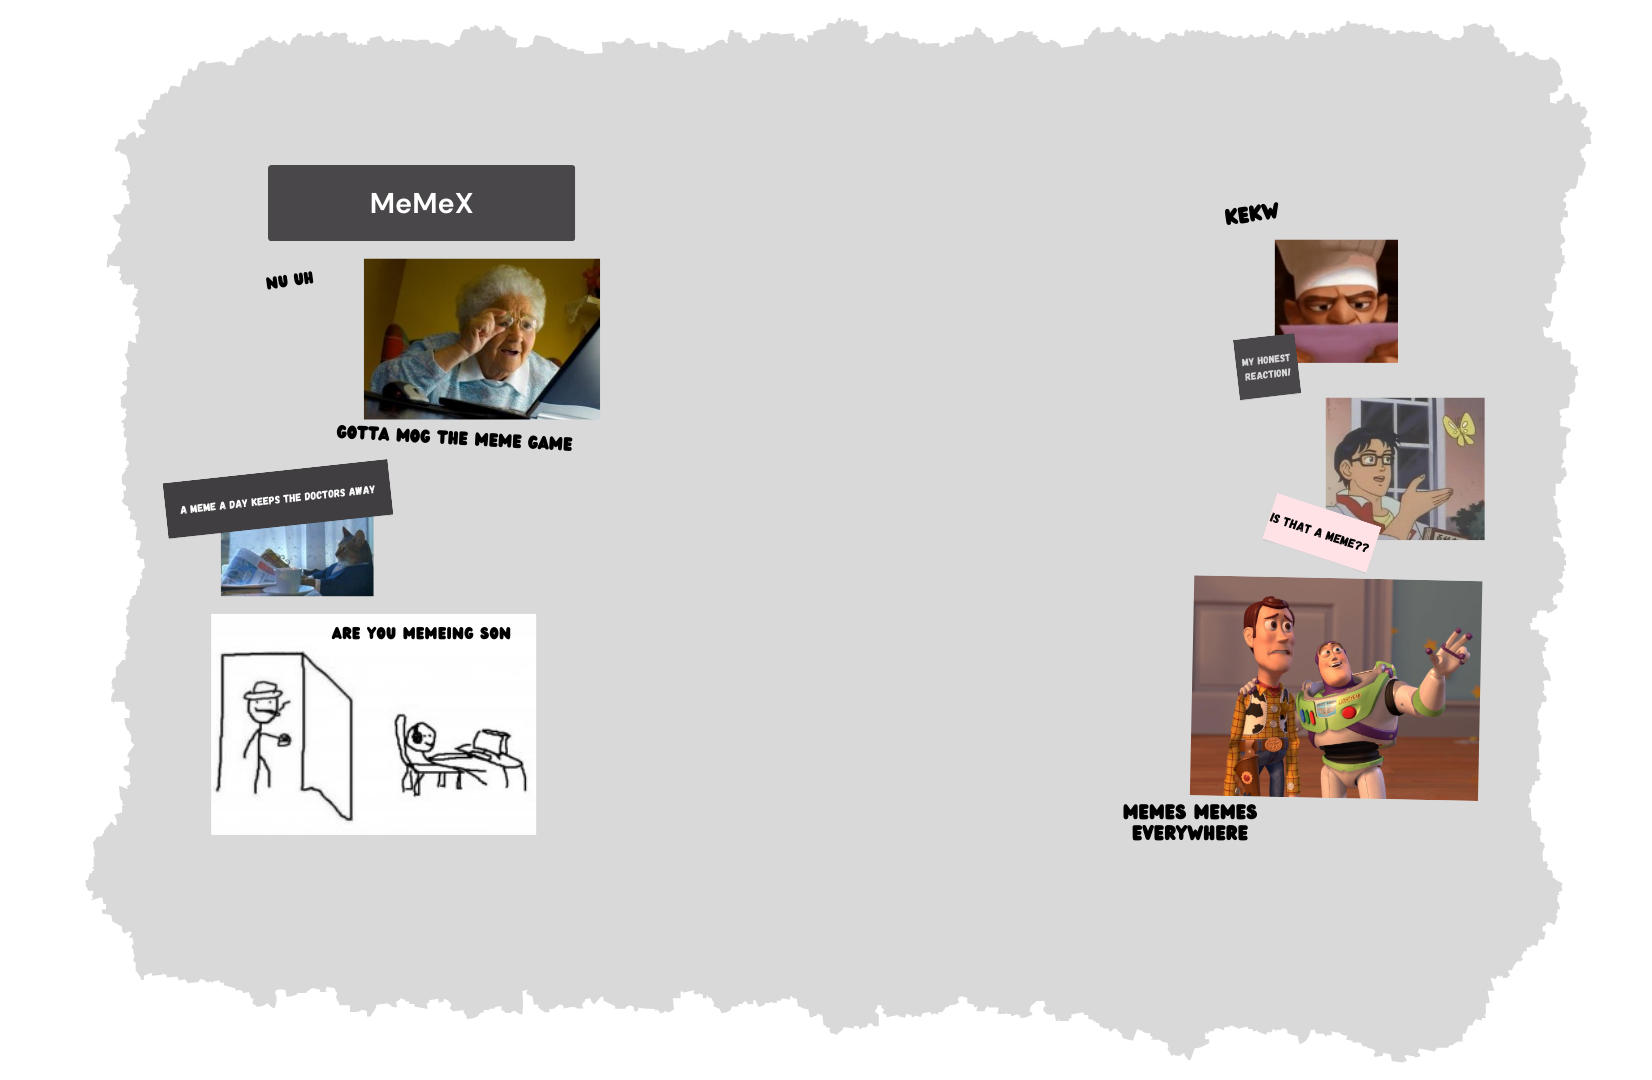 MeMeX
NU UH
GOTTA MOG THE MEME GAME
A MEME A DAY KEEPS THE DOCTORS AWAY
ARE YOU MEMEING SON
KEKW
MY HONEST
REACTION!
IS THAT A MEME??
MEMES MEMES
EVERYWHERE